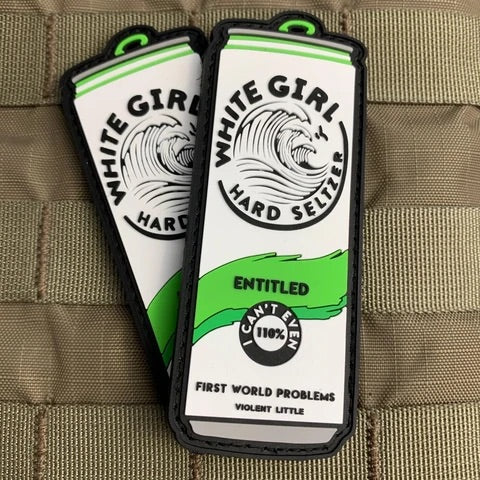 WHITE GIRL
HARD
WHITE GIRL
HARD SELTZER
ENTITLED
I CAN'T EVEN
110%
FIRST WORLD PROBLEMS
VIOLENT LITTLE